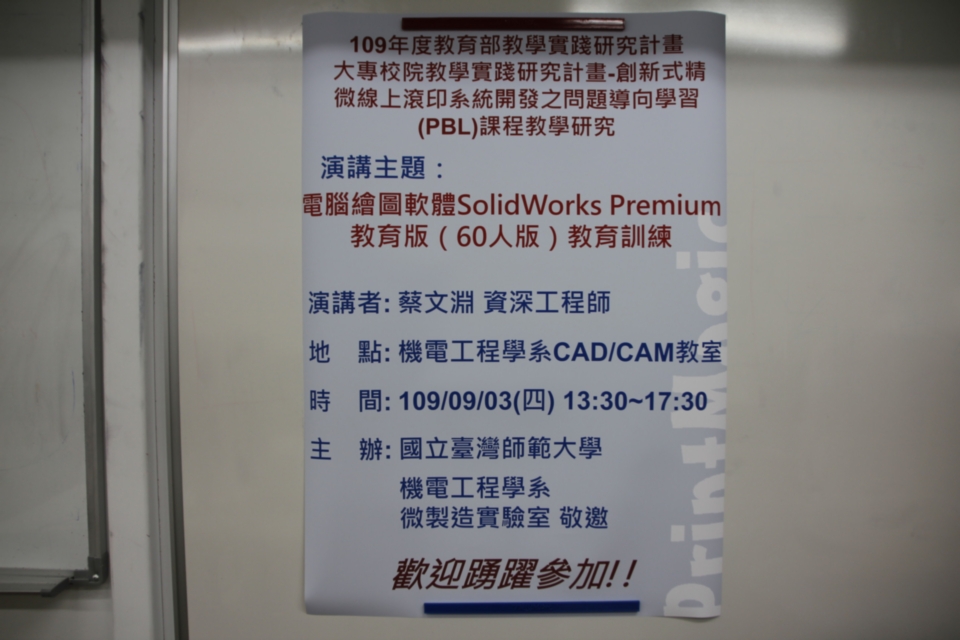 109年度教育部教學實踐研究計畫
大專校院教學實踐研究計畫-創新式精
微線上滾印系統開發之問題導向學習
(PBL)課程教學研究
演講主題：
電腦繪圖軟體SolidWorks Premium
教育版（60人版）教育訓練
演講者: 蔡文淵 資深工程師
地 點: 機電工程學系CAD/CAM教室
時 間: 109/09/03(四) 13:30~17:30
主 辦: 國立臺灣師範大學
機電工程學系
微製造實驗室 敬邀
歡迎踴躍參加!!
PrintMagic